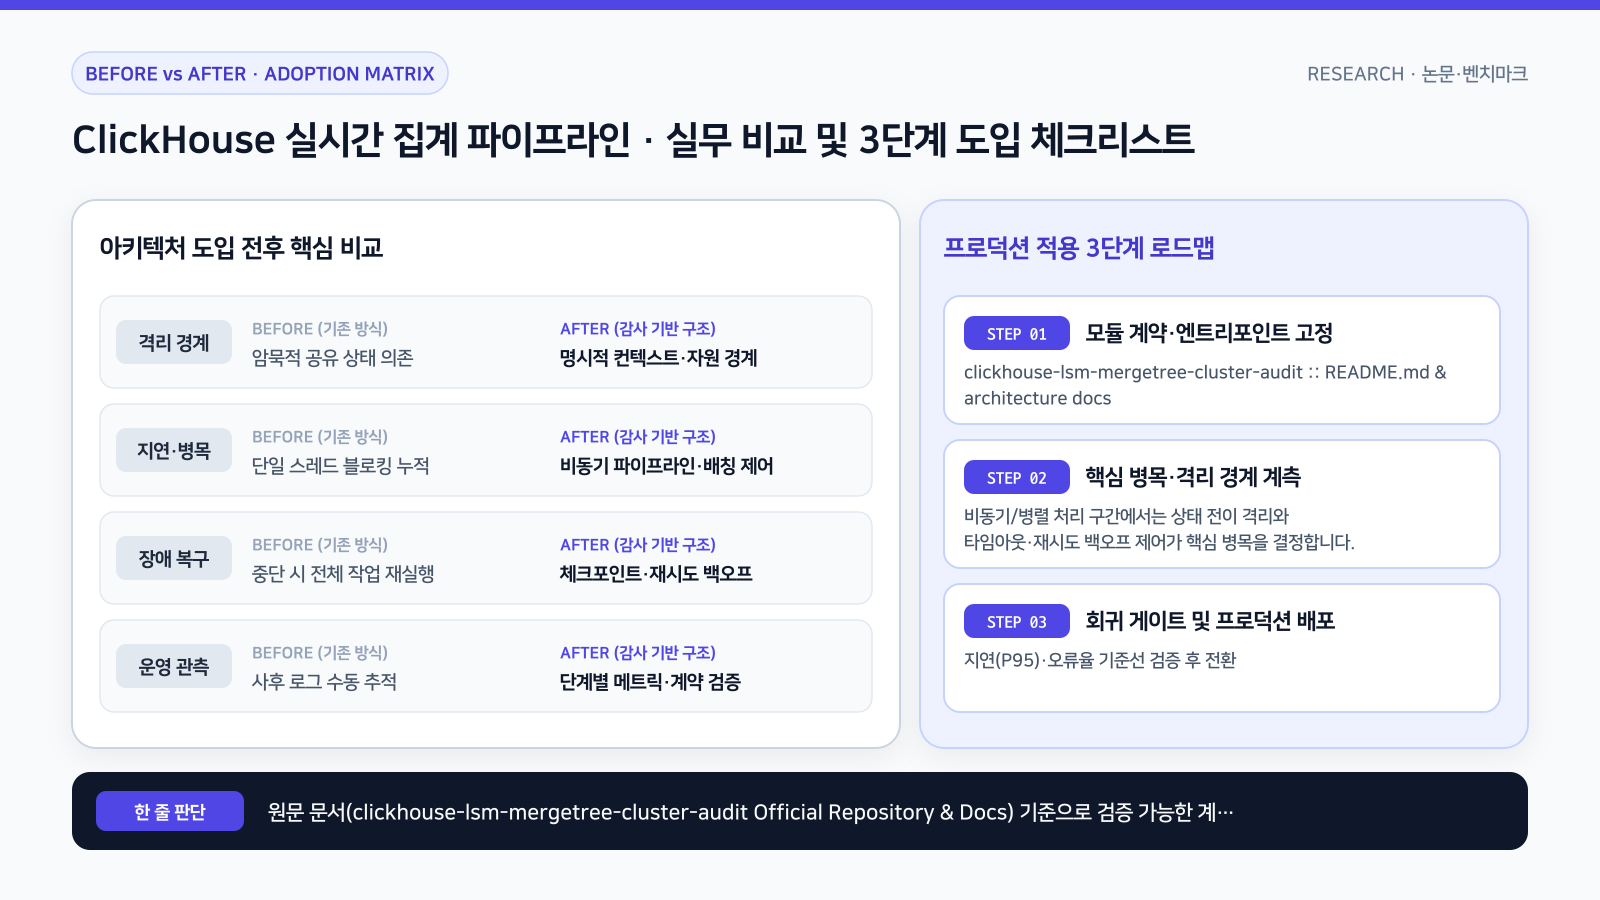 BEFORE vs AFTER · ADOPTION MATRIX
RESEARCH · 논문·벤치마크
ClickHouse 실시간 집계 파이프라인 · 실무 비교 및 3단계 도입 체크리스트
아키텍처 도입 전후 핵심 비교
격리 경계
BEFORE (기존 방식)
암묵적 공유 상태 의존
AFTER (감사 기반 구조)
명시적 컨텍스트·자원 경계
지연·병목
BEFORE (기존 방식)
단일 스레드 블로킹 누적
AFTER (감사 기반 구조)
비동기 파이프라인·배칭 제어
장애 복구
BEFORE (기존 방식)
중단 시 전체 작업 재실행
AFTER (감사 기반 구조)
체크포인트·재시도 백오프
운영 관측
BEFORE (기존 방식)
사후 로그 수동 추적
AFTER (감사 기반 구조)
단계별 메트릭·계약 검증
프로덕션 적용 3단계 로드맵
STEP 01
모듈 계약·엔트리포인트 고정
clickhouse-lsm-mergetree-cluster-audit :: README.md &
architecture docs
STEP 02
핵심 병목·격리 경계 계측
비동기/병렬 처리 구간에서는 상태 전이 격리와
타임아웃·재시도 백오프 제어가 핵심 병목을 결정합니다.
STEP 03
회귀 게이트 및 프로덕션 배포
지연(P95)·오류율 기준선 검증 후 전환
한 줄 판단
원문 문서(clickhouse-lsm-mergetree-cluster-audit Official Repository & Docs) 기준으로 검증 가능한 계…